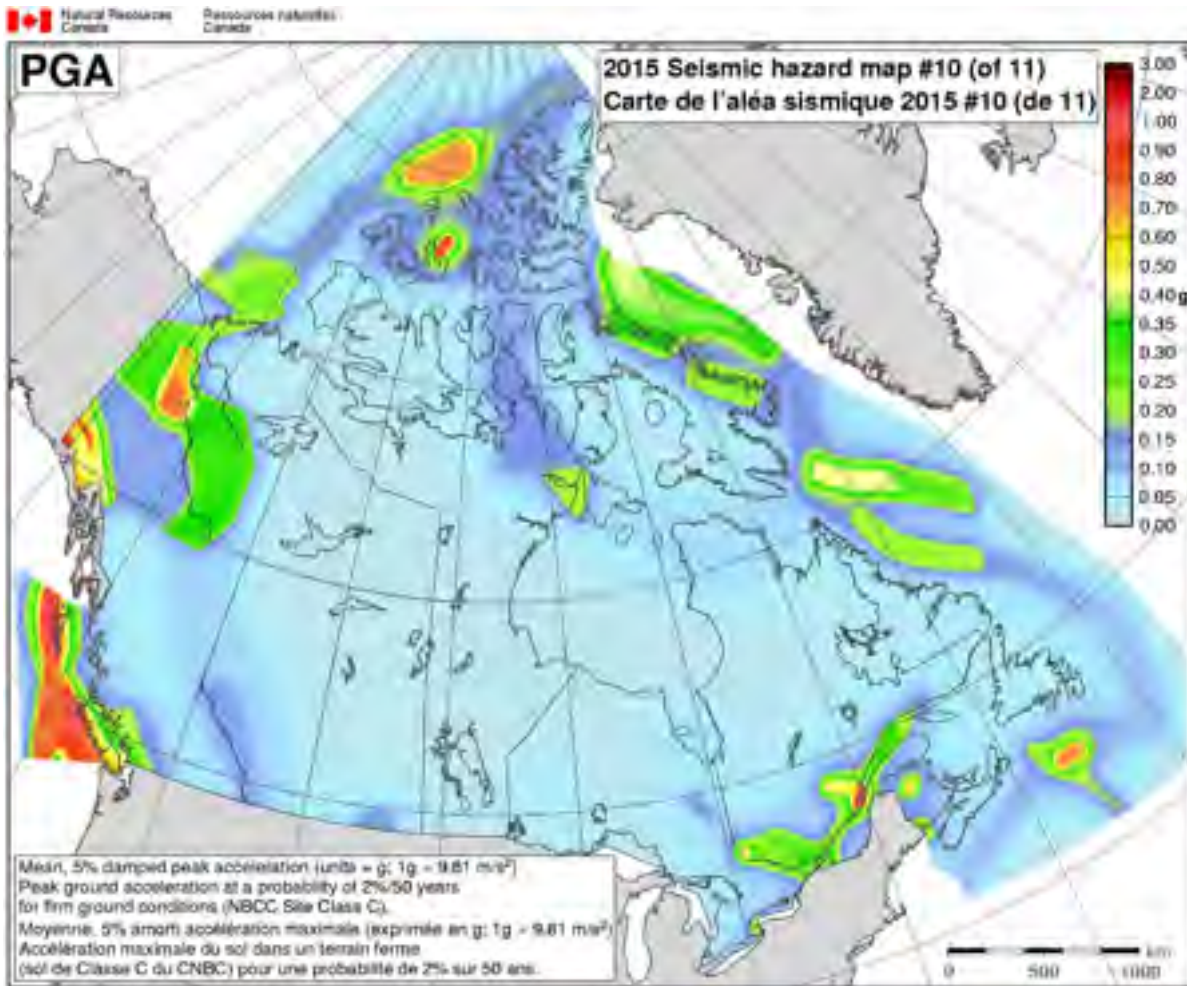 Natural Resources Ressources naturelles
Canada Canada
PGA
2015 Seismic hazard map #10 (of 11)
Carte de l'aléa sismique 2015 #10 (de 11)
3.00
2.00
1.00
0.90
0.80
0.70
0.60
0.50
0.40 g
0.35
0.30
0.25
0.20
0.15
0.10
0.05
0.00
Mean, 5% damped peak acceleration (units = g; 1g = 9.81 m/s²)
Peak ground acceleration at a probability of 2%/50 years
for firm ground conditions (NBCC Site Class C).
Moyenne, 5% amorti accélération maximale (exprimée en g; 1g = 9.81 m/s²)
Accélération maximale du sol dans un terrain ferme
(sol de Classe C du CNBC) pour une probabilité de 2% sur 50 ans.
km
0 500 1000